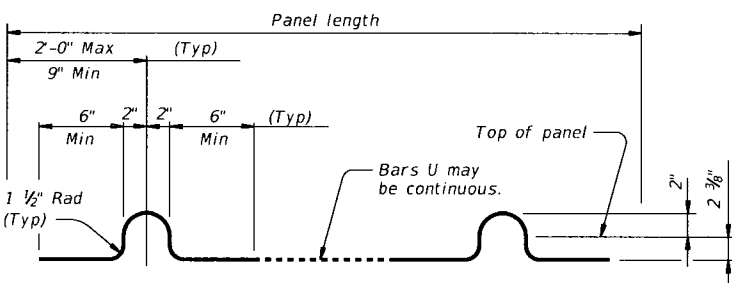 Panel length
2'-0" Max
(Typ)
9" Min
6"
2"
2"
6"
(Typ)
Min
Min
Top of panel
Bars U may
be continuous.
1 ½" Rad
(Typ)
2"
2 ⅜"